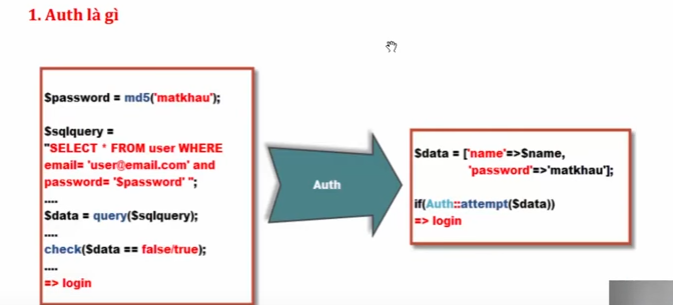 1. Auth là gì
$password = md5('matkhau');
$sqlquery =
"SELECT * FROM user WHERE
email= 'user@email.com' and
password= '$password' ";
....
$data = query($sqlquery);
....
check($data == false/true);
....
=> login
Auth
$data = ['name'=>$name,
'password'=>'matkhau'];
if(Auth::attempt($data))
=> login